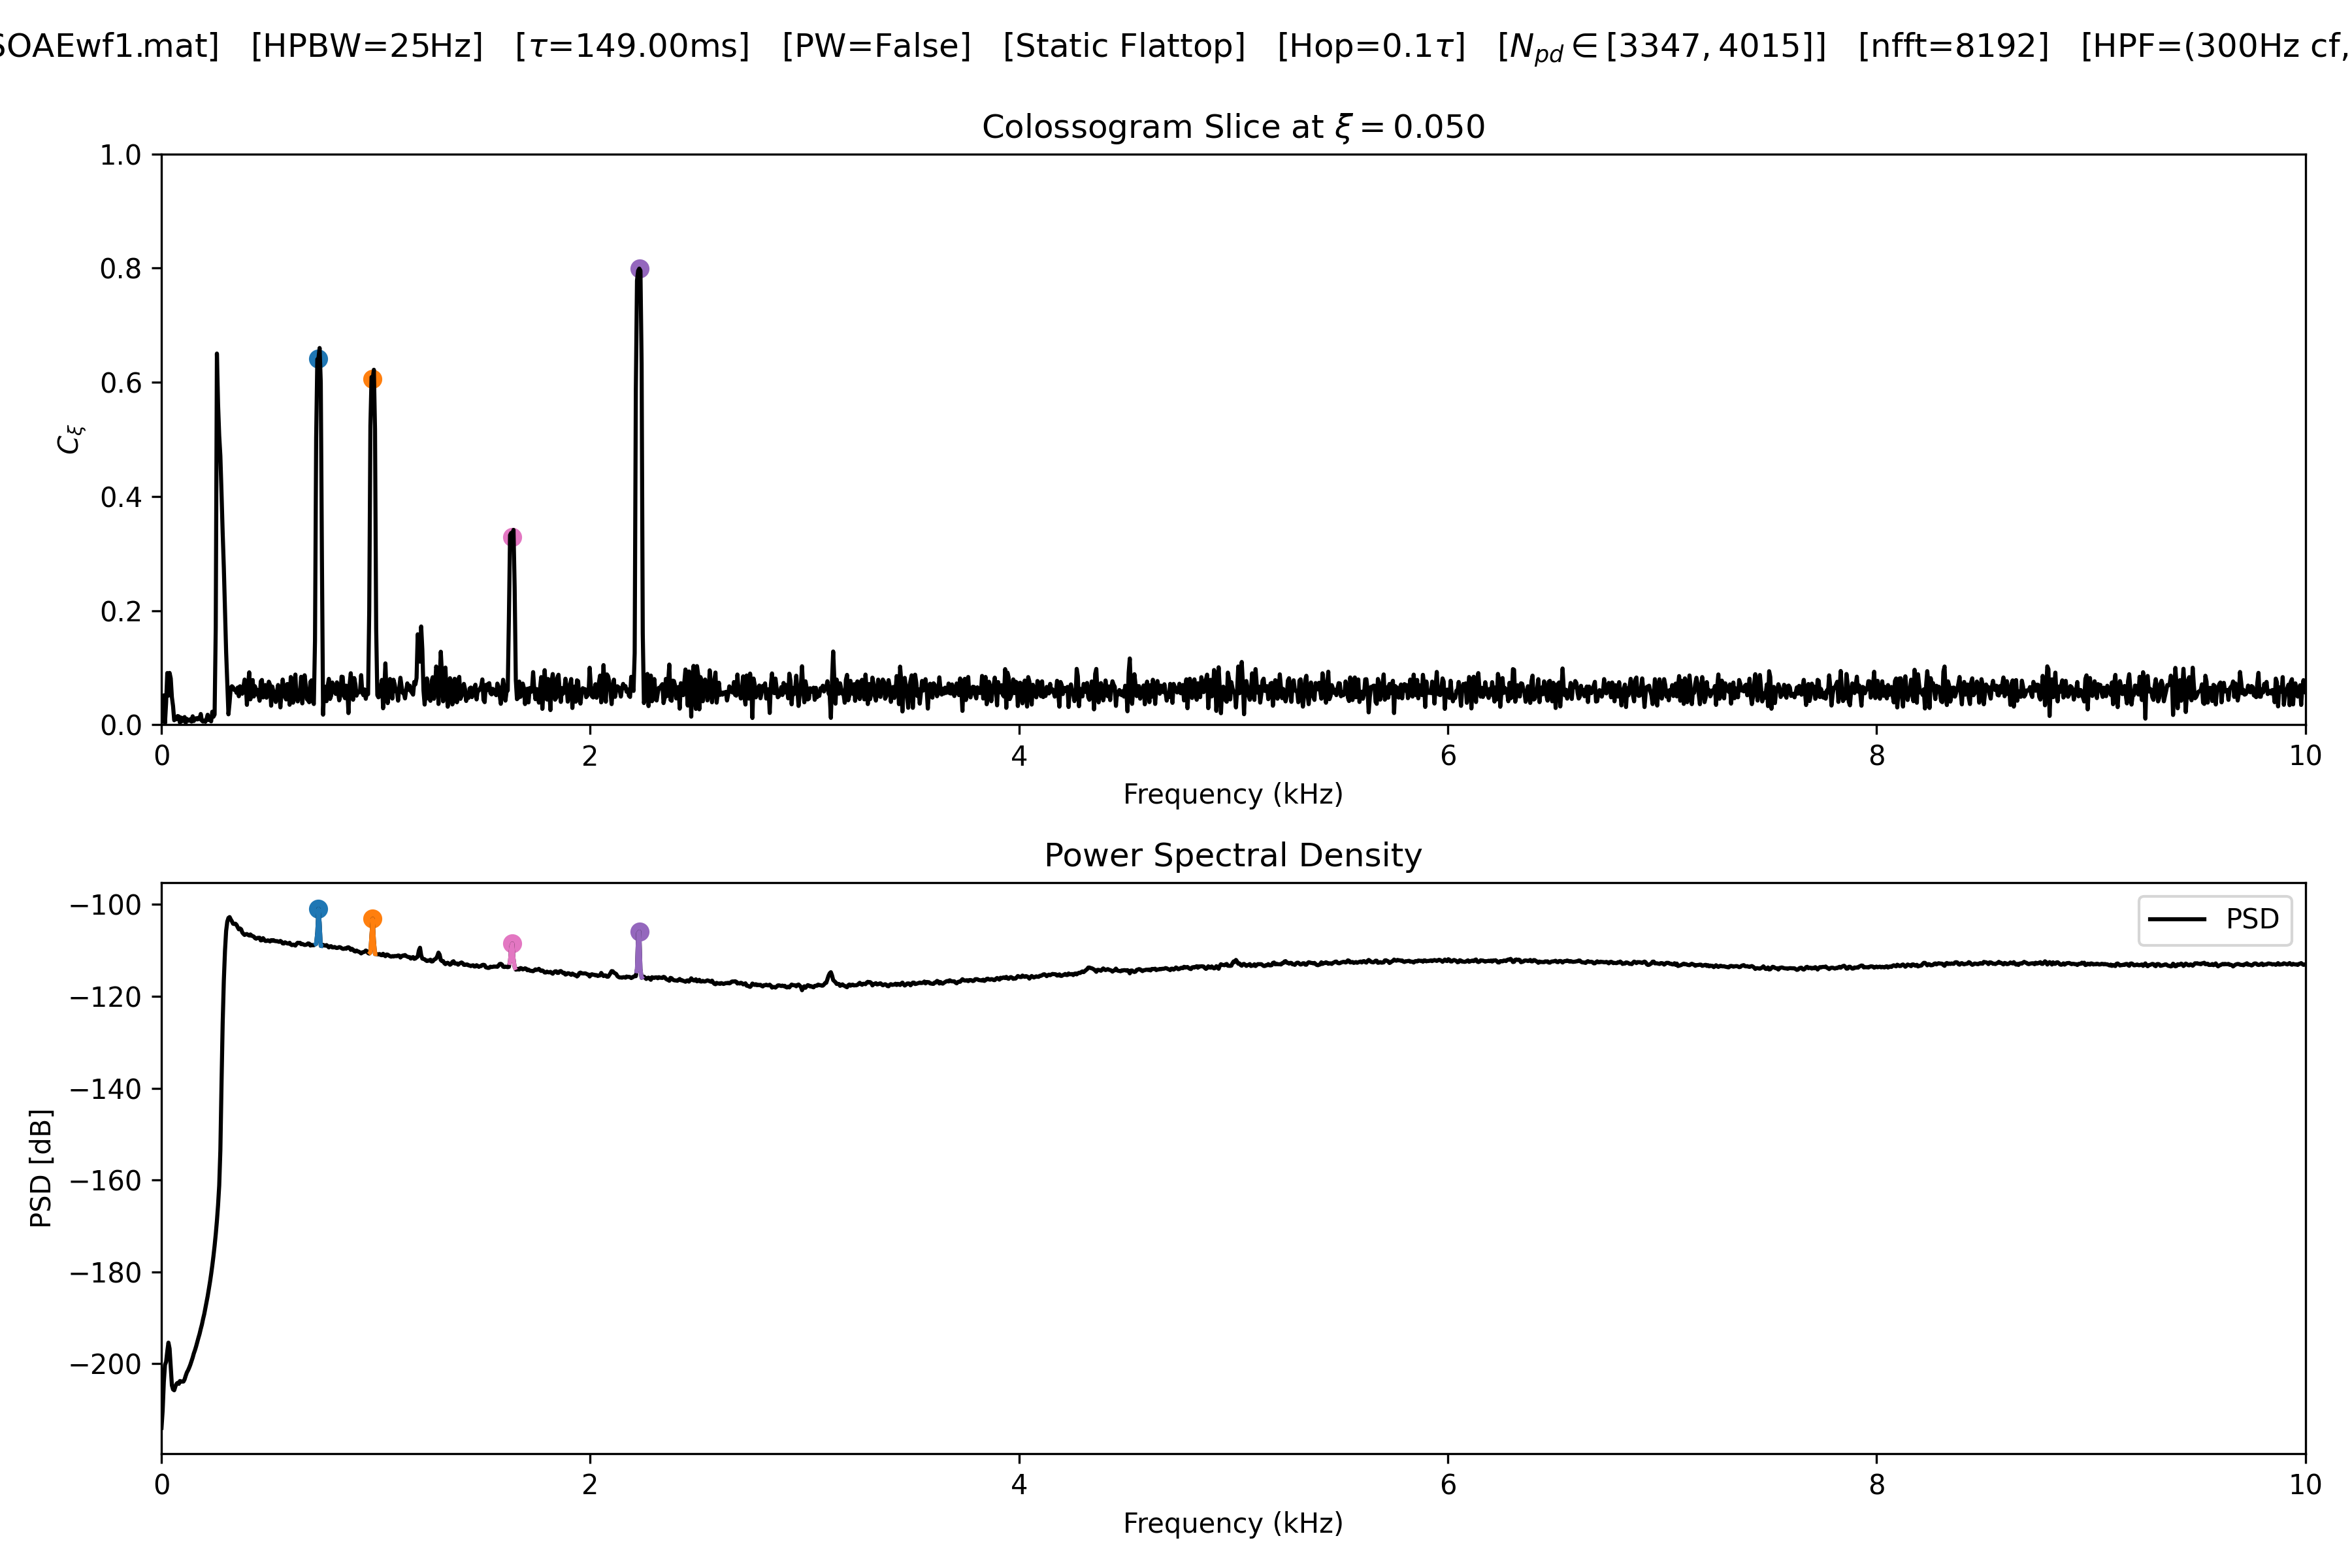 SOAEwf1.mat] [HPBW=25Hz] [τ=149.00ms] [PW=False] [Static Flattop] [Hop=0.1τ] [N_pd ∈ [3347, 4015]] [nfft=8192] [HPF=(300Hz cf,
Colossogram Slice at ξ = 0.050
1.0
0.8
0.6
0.4
0.2
0.0
C_ξ
0 2 4 6 8 10
Frequency (kHz)
Power Spectral Density
PSD
−100
−120
−140
−160
−180
−200
PSD [dB]
0 2 4 6 8 10
Frequency (kHz)